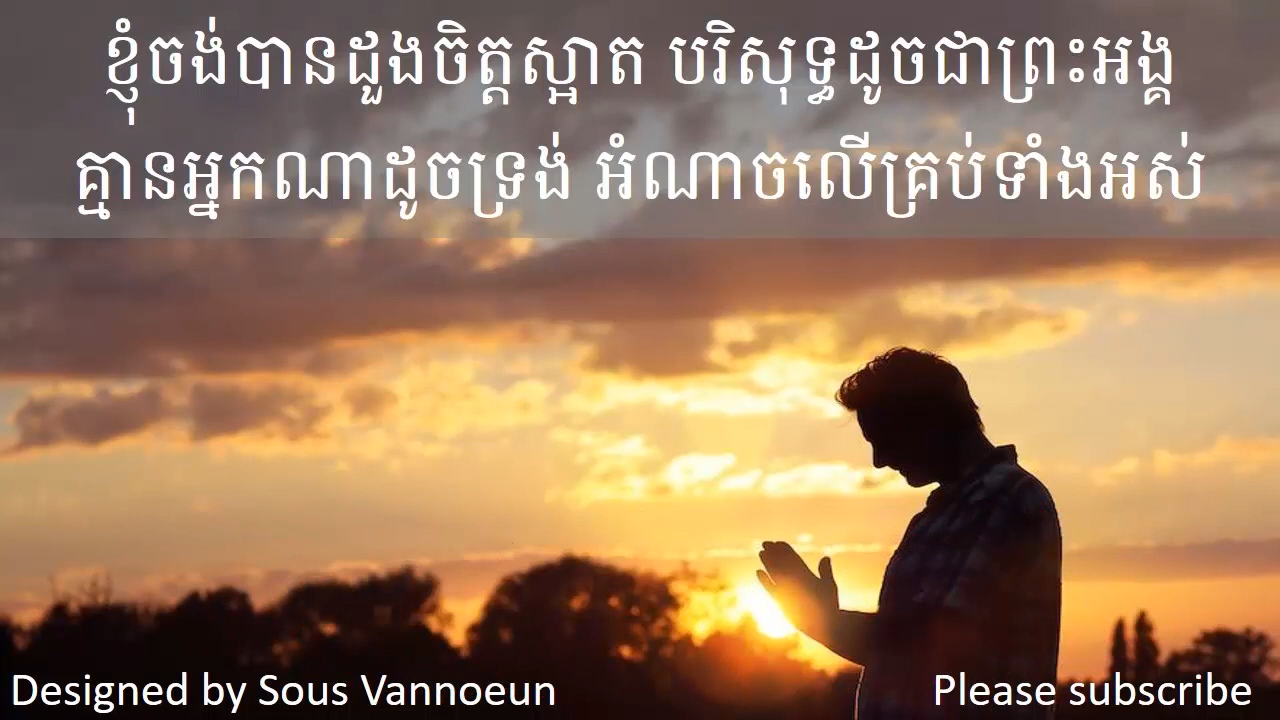 ខ្ញុំចង់បានដួងចិត្តស្អាត បរិសុទ្ធដូចជាព្រះអង្គ
គ្មានអ្នកណាដូចទ្រង់ អំណាចលើគ្រប់ទាំងអស់
Designed by Sous Vannoeun
Please subscribe